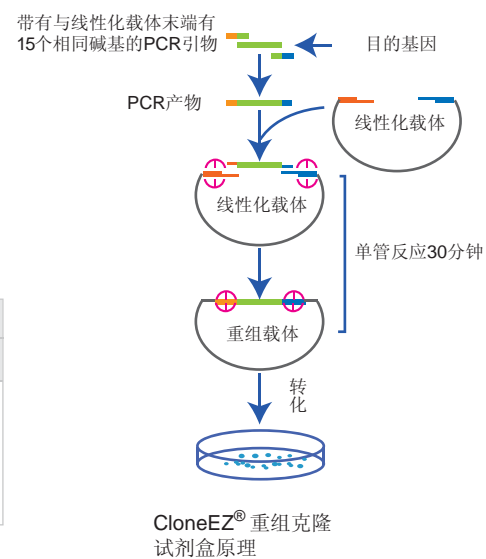 带有与线性化载体末端有
15个相同碱基的PCR引物
目的基因
PCR产物
线性化载体
线性化载体
单管反应30分钟
重组载体
转
化
CloneEZ® 重组克隆
试剂盒原理